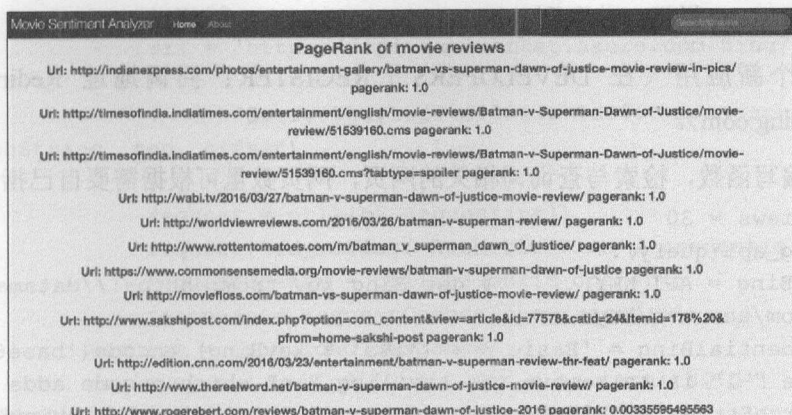 Movie Sentiment Analyzer Home About
PageRank of movie reviews
Url: http://indianexpress.com/photos/entertainment-gallery/batman-vs-superman-dawn-of-justice-movie-review-in-pics/
pagerank: 1.0
Url: http://timesofindia.indiatimes.com/entertainment/english/movie-reviews/Batman-v-Superman-Dawn-of-Justice/movie-
review/51539160.cms pagerank: 1.0
Url: http://timesofindia.indiatimes.com/entertainment/english/movie-reviews/Batman-v-Superman-Dawn-of-Justice/movie-
review/51539160.cms?tabtype=spoiler pagerank: 1.0
Url: http://wabi.tv/2016/03/27/batman-v-superman-dawn-of-justice-movie-review/ pagerank: 1.0
Url: http://worldviewreviews.com/2016/03/26/batman-v-superman-review/ pagerank: 1.0
Url: http://www.rottentomatoes.com/m/batman_v_superman_dawn_of_justice/ pagerank: 1.0
Url: https://www.commonsensemedia.org/movie-reviews/batman-v-superman-dawn-of-justice pagerank: 1.0
Url: http://moviefloss.com/batman-vs-superman-dawn-of-justice-movie-review/ pagerank: 1.0
Url: http://www.sakshipost.com/index.php?option=com_content&view=article&id=77578&catid=24&Itemid=178%20&
pfrom=home-sakshi-post pagerank: 1.0
Url: http://edition.cnn.com/2016/03/23/entertainment/batman-v-superman-review-thr-feat/ pagerank: 1.0
Url: http://www.thereelword.net/batman-v-superman-dawn-of-justice-movie-review/ pagerank: 1.0
Url: http://www.rogerebert.com/reviews/batman-v-superman-dawn-of-justice-2016 pagerank: 0.00335595495563